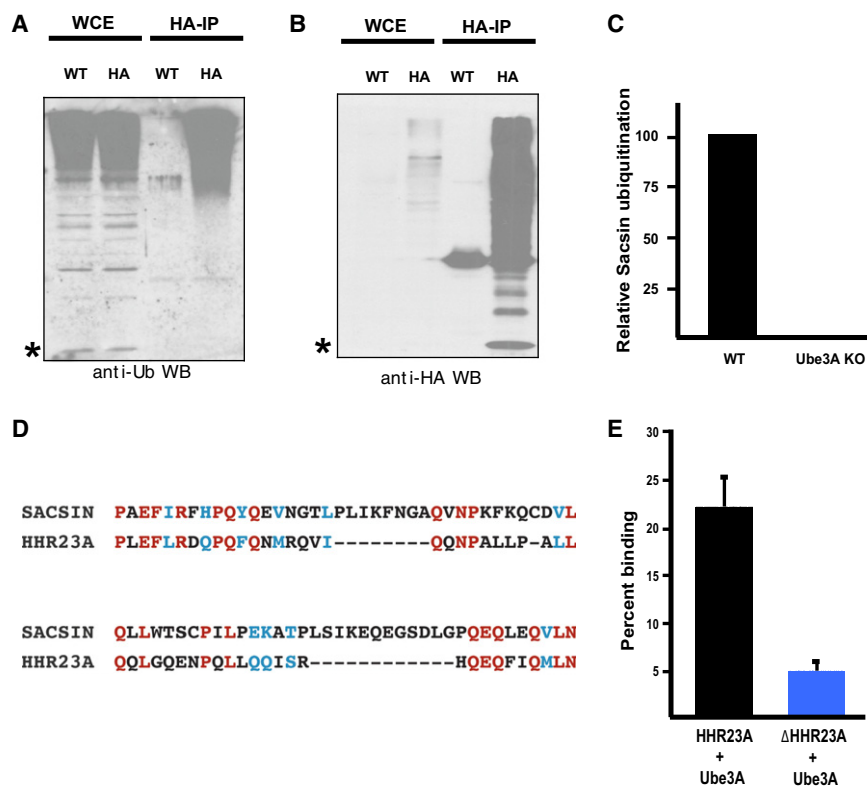 A
WCE
HA-IP
WT
HA
WT
HA
*
anti-Ub WB
B
WCE
HA-IP
WT
HA
WT
HA
*
anti-HA WB
C
Relative Sacsin ubiquitination
100
75
50
25
WT
Ube3A KO
D
SACSIN PAEFIRFHPQYQEVNGTLPLIKFNGAQVNPKFKQCDVL
HHR23A PLEFLRDQPQFQNMRQVI--------QQNPALLP-ALL
SACSIN QLLWTSCPILPEKATPLSIKEQEGSDLGPQEQLEQVLN
HHR23A QQLGQENPQLLQQISR------------HQEQFIQMLN
E
Percent binding
30
25
20
15
10
5
HHR23A
+
Ube3A
ΔHHR23A
+
Ube3A